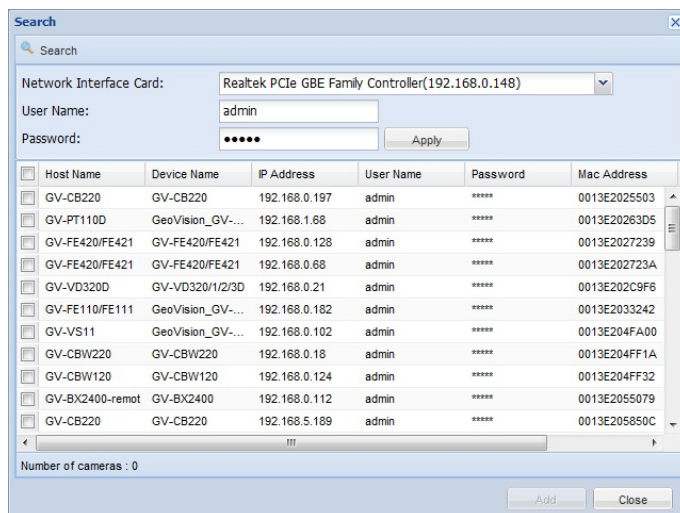 Search
Search
Network Interface Card: Realtek PCIe GBE Family Controller(192.168.0.148)
User Name: admin
Password: ●●●●● Apply
Host Name Device Name IP Address User Name Password Mac Address
GV-CB220 GV-CB220 192.168.0.197 admin ***** 0013E2025503
GV-PT110D GeoVision_GV-... 192.168.1.68 admin ***** 0013E20263D5
GV-FE420/FE421 GV-FE420/FE421 192.168.0.128 admin ***** 0013E2027239
GV-FE420/FE421 GV-FE420/FE421 192.168.0.68 admin ***** 0013E202723A
GV-VD320D GV-VD320/1/2/3D 192.168.0.21 admin ***** 0013E202C9F6
GV-FE110/FE111 GeoVision_GV-... 192.168.0.182 admin ***** 0013E2033242
GV-VS11 GeoVision_GV-... 192.168.0.102 admin ***** 0013E204FA00
GV-CBW220 GV-CBW220 192.168.0.18 admin ***** 0013E204FF1A
GV-CBW120 GV-CBW120 192.168.0.124 admin ***** 0013E204FF32
GV-BX2400-remot GV-BX2400 192.168.0.112 admin ***** 0013E2055079
GV-CB220 GV-CB220 192.168.5.189 admin ***** 0013E205850C
Number of cameras : 0
Add Close